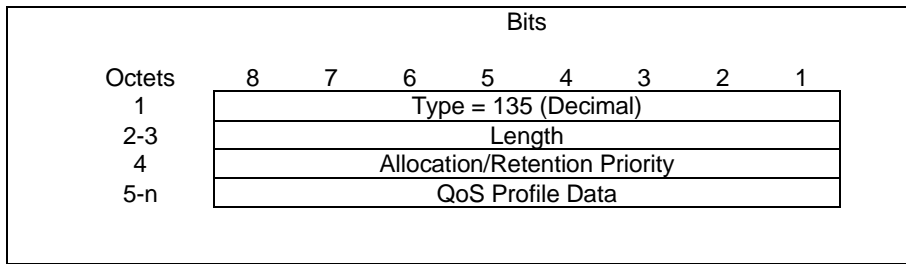 Bits
Octets 8 7 6 5 4 3 2 1
1 Type = 135 (Decimal)
2-3 Length
4 Allocation/Retention Priority
5-n QoS Profile Data